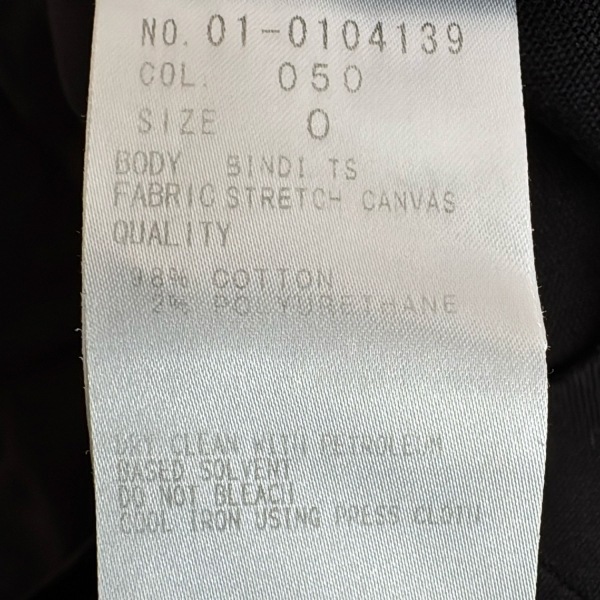 NO. 01-0104139
COL. 050
SIZE 0
BODY BINDI TS
FABRIC STRETCH CANVAS
QUALITY
98% COTTON
2% POLYURETHANE
DRY CLEAN WITH PETROLEUM
BASED SOLVENT
DO NOT BLEACH
COOL IRON USING PRESS CLOTH